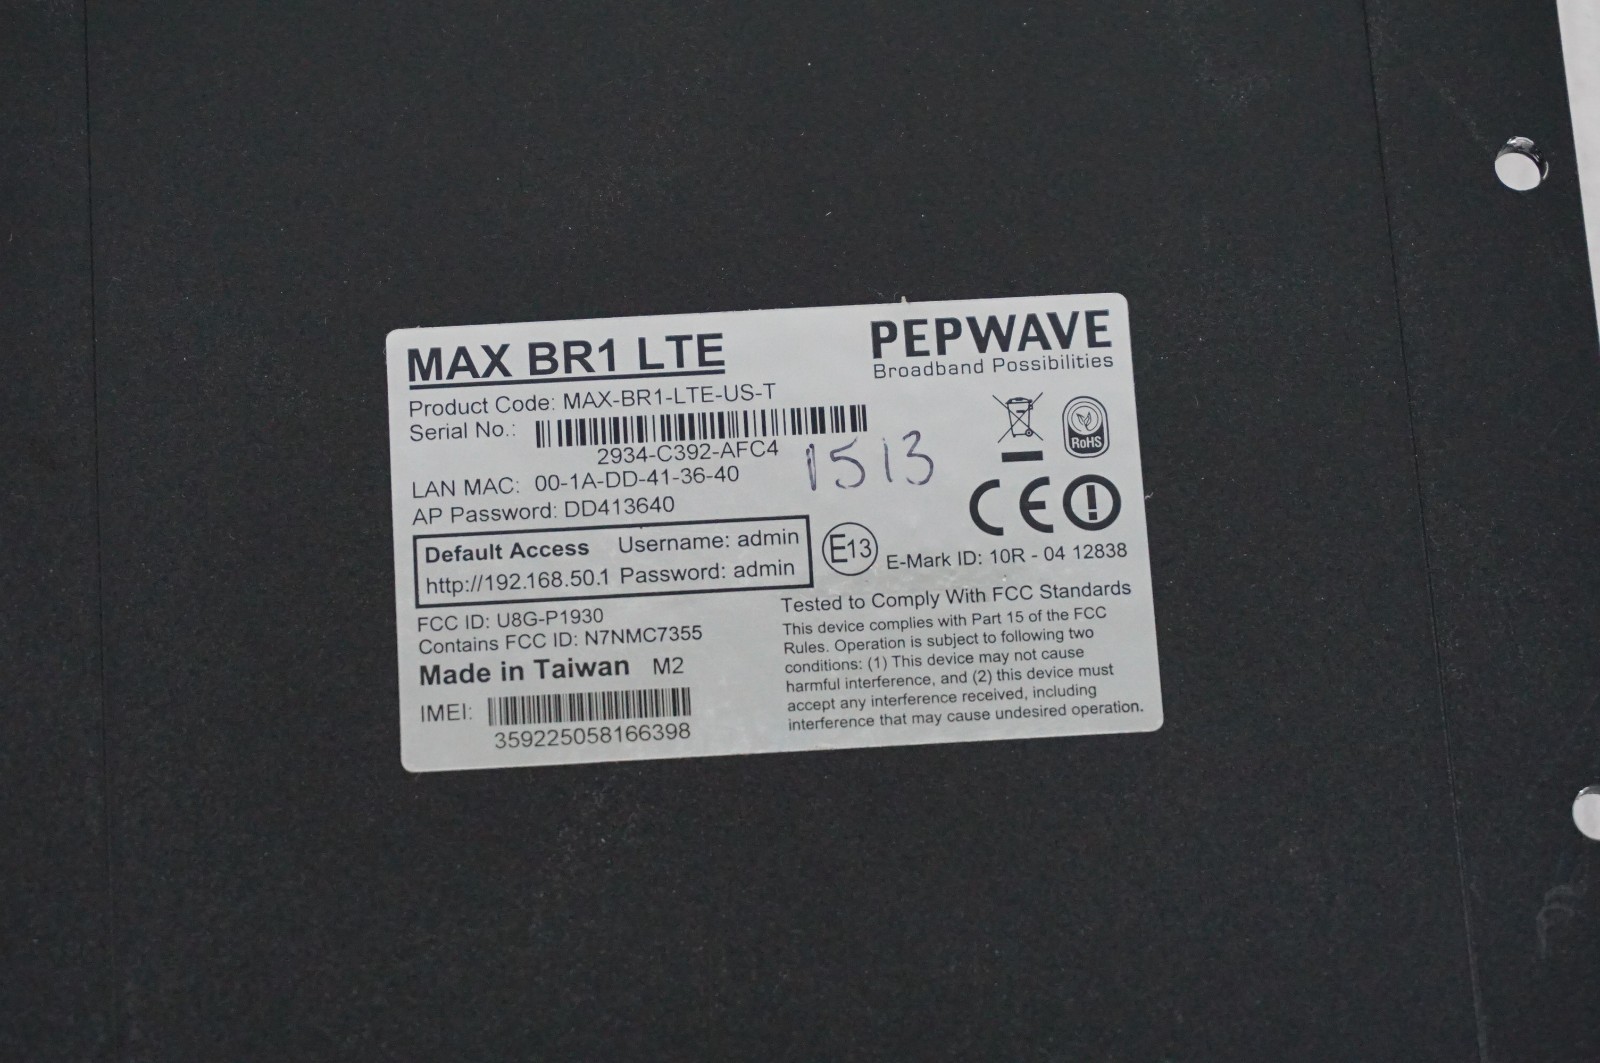 MAX BR1 LTE
PEPWAVE
Broadband Possibilities
Product Code: MAX-BR1-LTE-US-T
Serial No.:
2934-C392-AFC4
1513
RoHS
LAN MAC: 00-1A-DD-41-36-40
AP Password: DD413640
CE
Default Access Username: admin
http://192.168.50.1 Password: admin
E13 E-Mark ID: 10R - 04 12838
FCC ID: U8G-P1930
Contains FCC ID: N7NMC7355
Made in Taiwan M2
IMEI:
359225058166398
Tested to Comply With FCC Standards
This device complies with Part 15 of the FCC
Rules. Operation is subject to following two
conditions: (1) This device may not cause
harmful interference, and (2) this device must
accept any interference received, including
interference that may cause undesired operation.